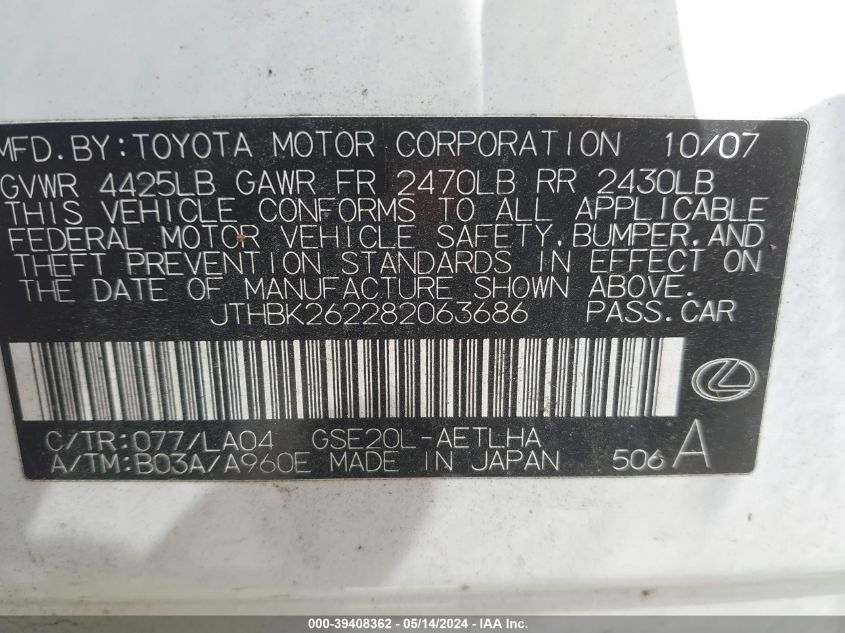 MFD. BY: TOYOTA MOTOR CORPORATION 10/07
GVWR 4425LB GAWR FR 2470LB RR 2430LB
THIS VEHICLE CONFORMS TO ALL APPLICABLE
FEDERAL MOTOR VEHICLE SAFETY, BUMPER, AND
THEFT PREVENTION STANDARDS IN EFFECT ON
THE DATE OF MANUFACTURE SHOWN ABOVE.
JTHBK262282063686 PASS. CAR
C/TR: 077/LA04 GSE20L-AETLHA
A/TM: B03A/A960E MADE IN JAPAN 506 A
000-39408362 - 05/14/2024 - IAA Inc.